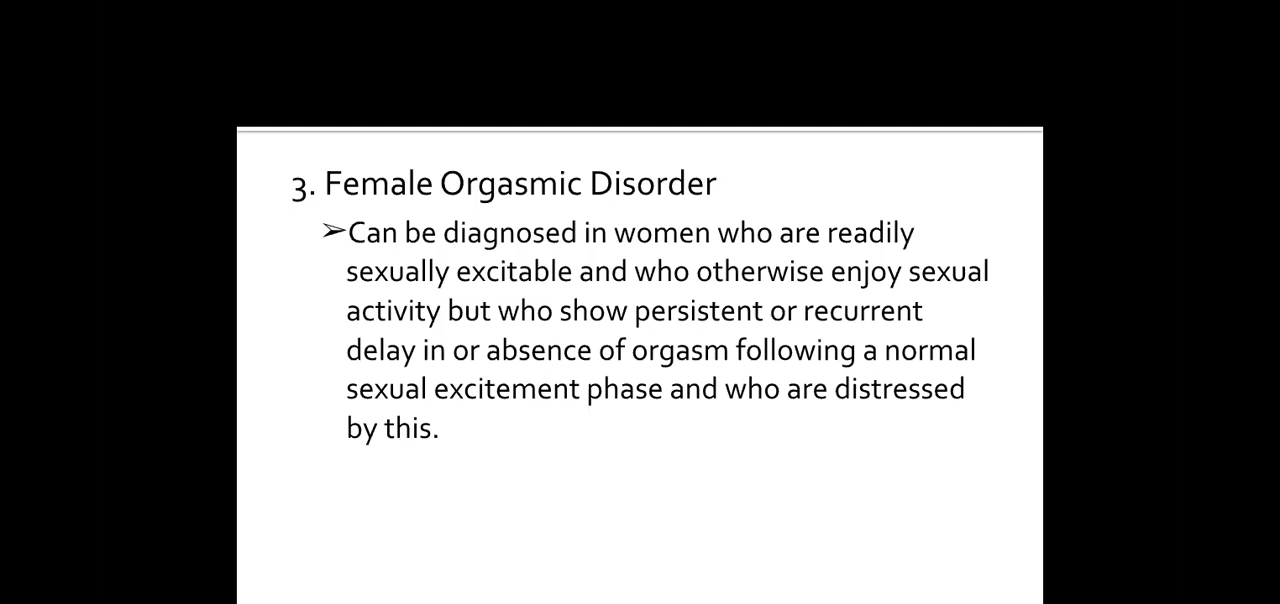 3. Female Orgasmic Disorder
➢Can be diagnosed in women who are readily
sexually excitable and who otherwise enjoy sexual
activity but who show persistent or recurrent
delay in or absence of orgasm following a normal
sexual excitement phase and who are distressed
by this.